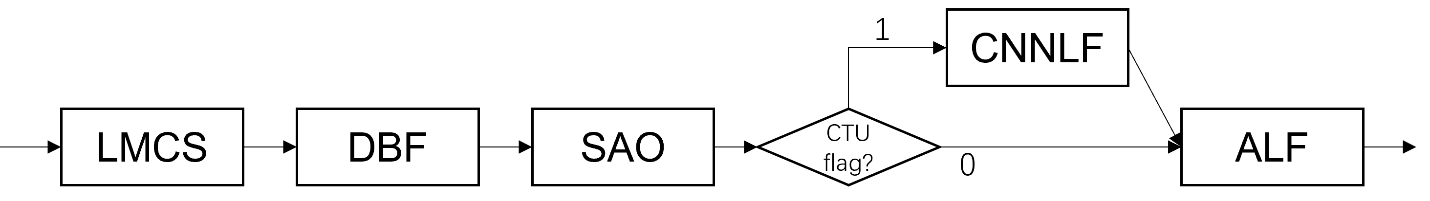 1
CNNLF
LMCS
DBF
SAO
CTU
flag?
0
ALF